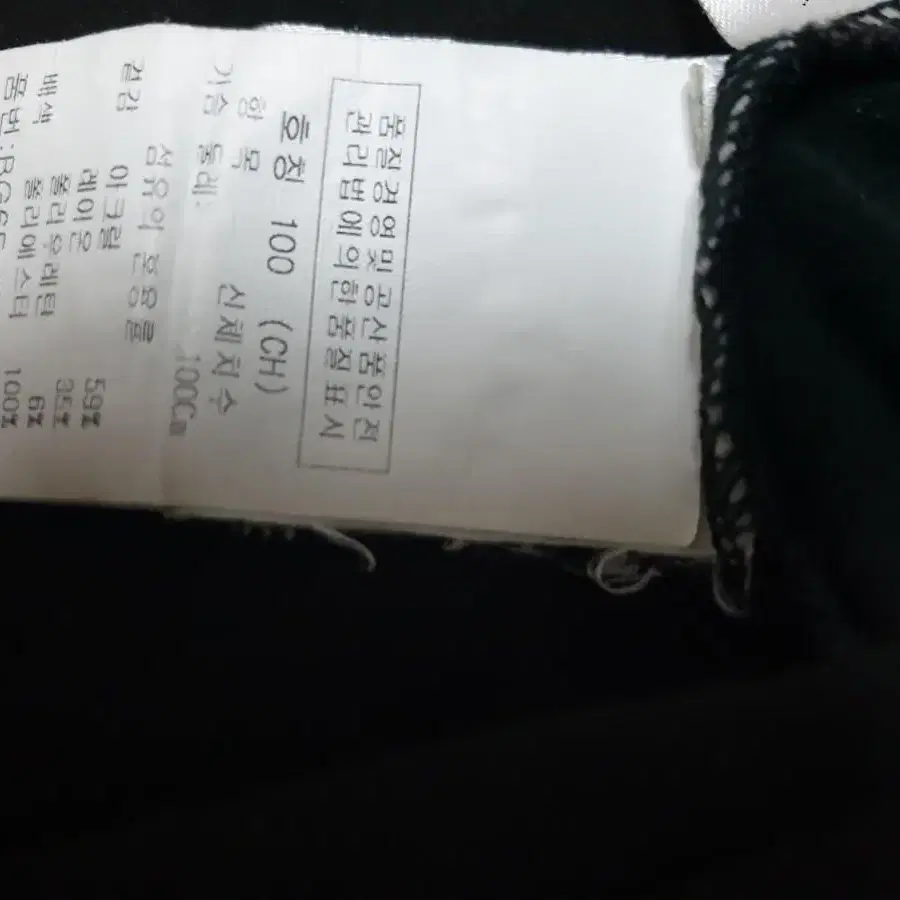 품질경영및공산품안전
관리법에의한품질표시
호칭 100 (CH)
항 목 신체치수
가슴 둘레: 100Cm
섬유의 혼용률
겉감 아크릴 59%
레이온 35%
폴리우레탄 6%
배색 폴리에스터 100%
품번:BGSS